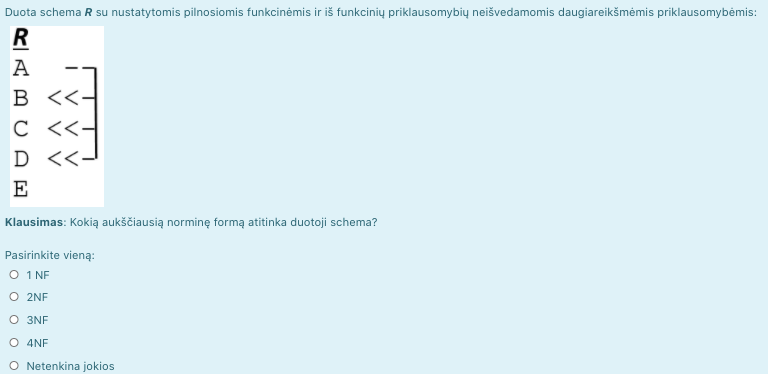 Duota schema R su nustatytomis pilnosiomis funkcinėmis ir iš funkcinių priklausomybių neišvedamomis daugiareikšmėmis priklausomybėmis:
R
A
B <<
C <<
D <<
E
Klausimas: Kokią aukščiausią norminę formą atitinka duotoji schema?
Pasirinkite vieną:
1 NF
2NF
3NF
4NF
Netenkina jokios